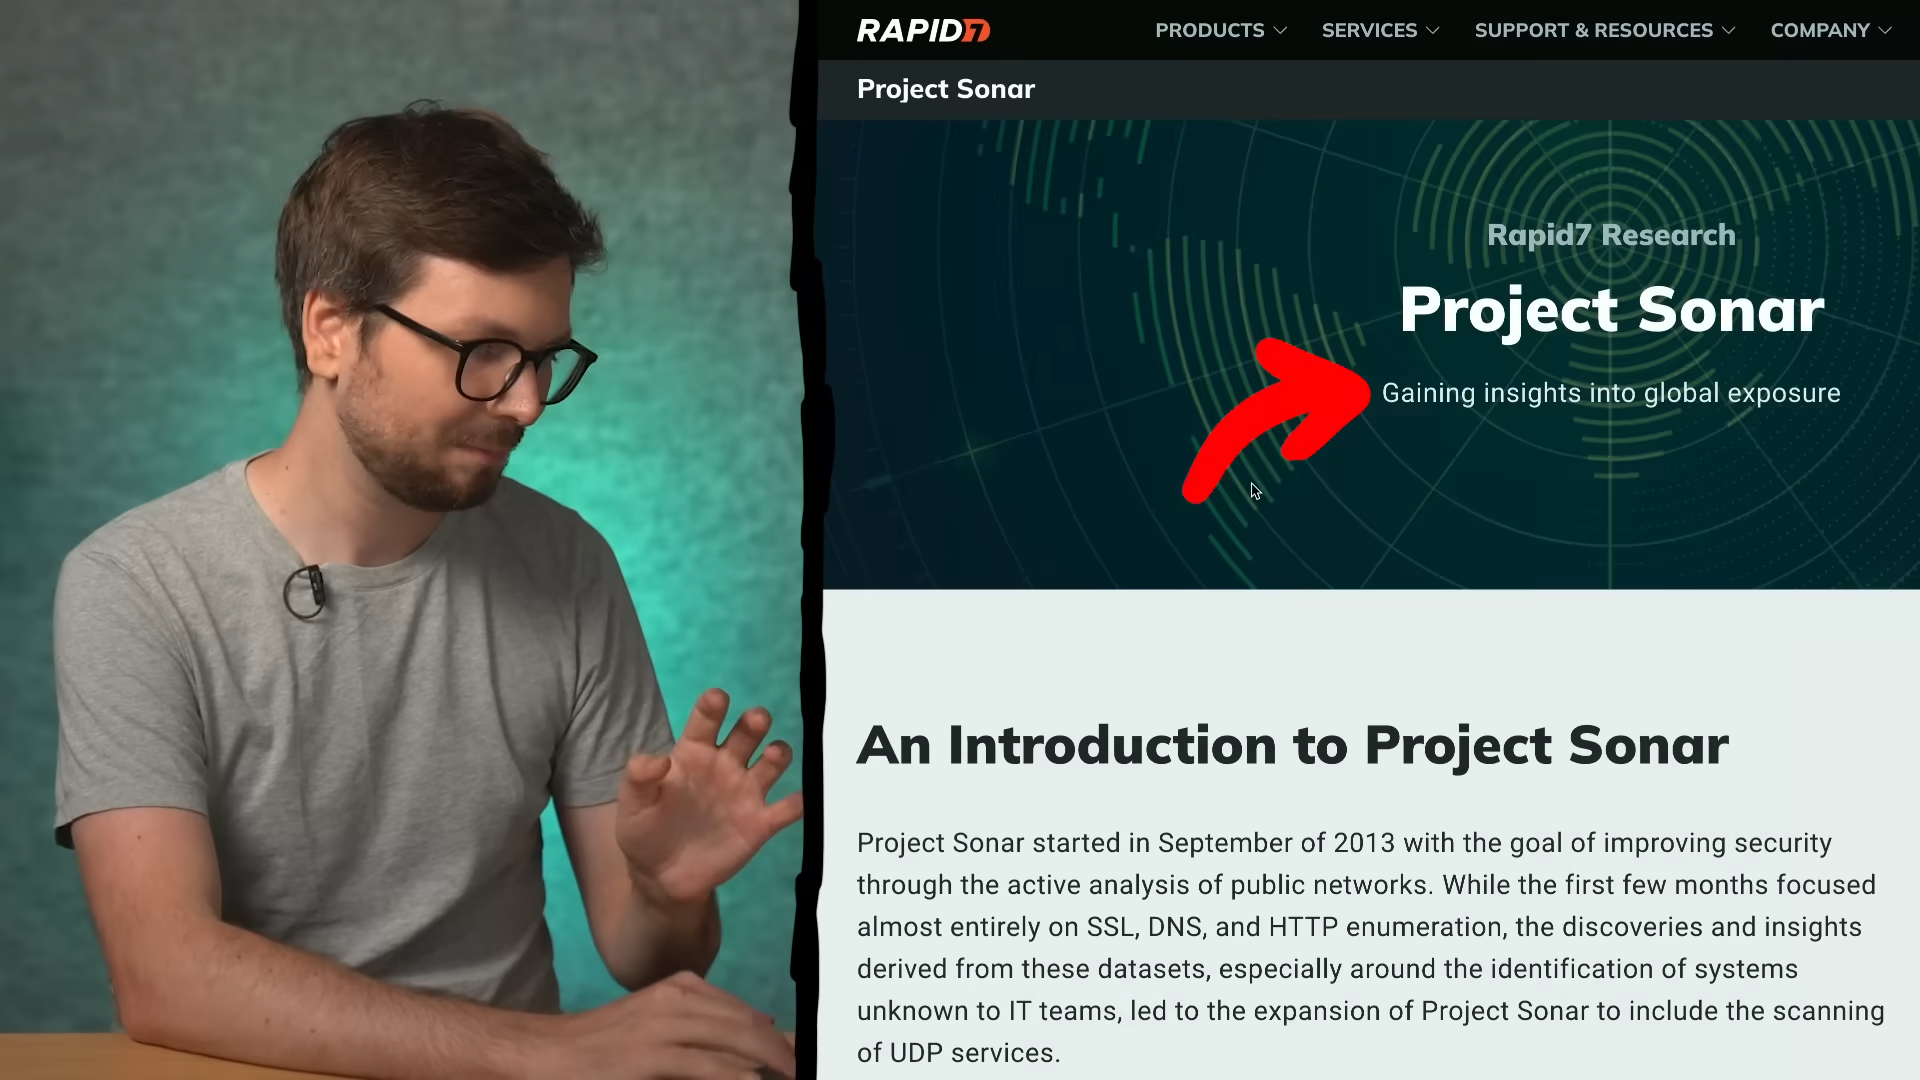 RAPID7
PRODUCTS
SERVICES
SUPPORT & RESOURCES
COMPANY
Project Sonar
Rapid7 Research
Project Sonar
Gaining insights into global exposure
An Introduction to Project Sonar
Project Sonar started in September of 2013 with the goal of improving security
through the active analysis of public networks. While the first few months focused
almost entirely on SSL, DNS, and HTTP enumeration, the discoveries and insights
derived from these datasets, especially around the identification of systems
unknown to IT teams, led to the expansion of Project Sonar to include the scanning
of UDP services.